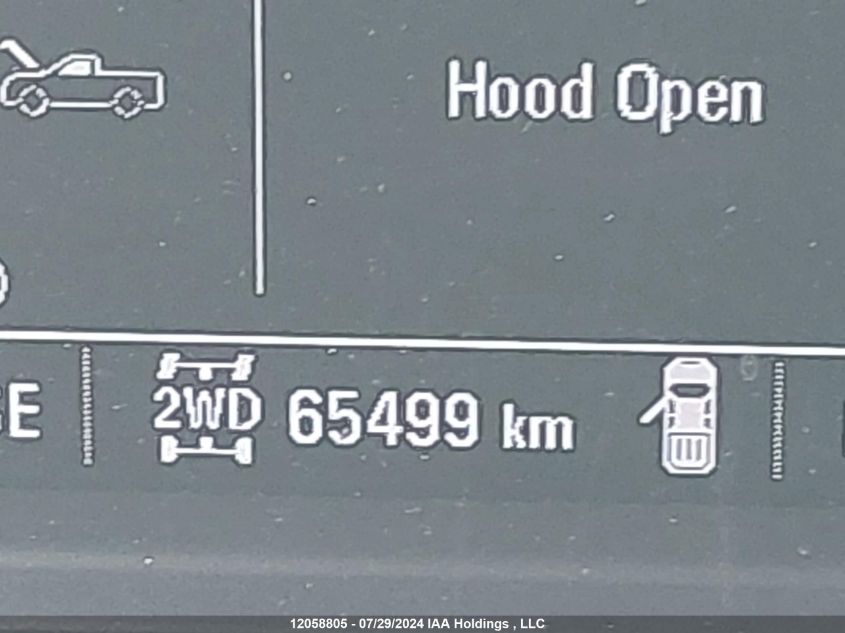 Hood Open
2WD 65499 km
12058805 - 07/29/2024 IAA Holdings , LLC